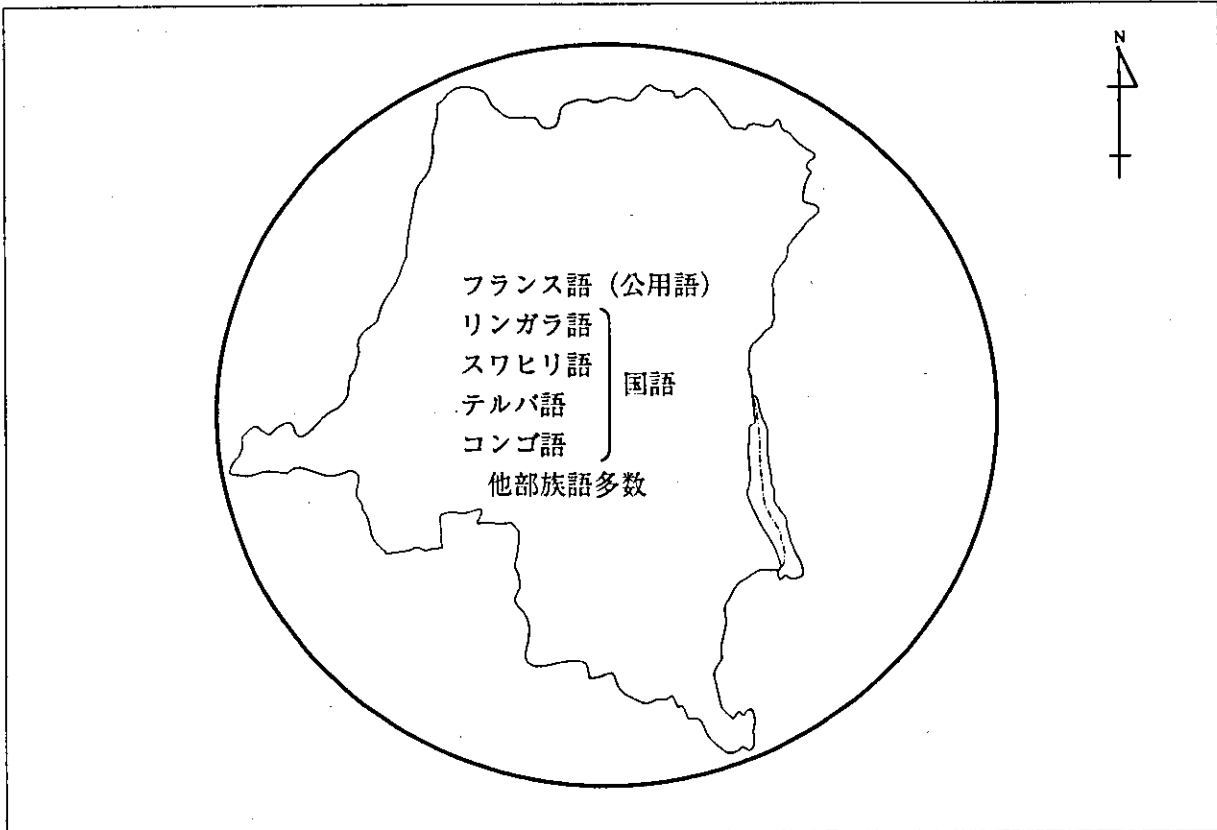 N
フランス語（公用語）
リンガラ語
スワヒリ語
テルバ語
コンゴ語
国語
他部族語多数